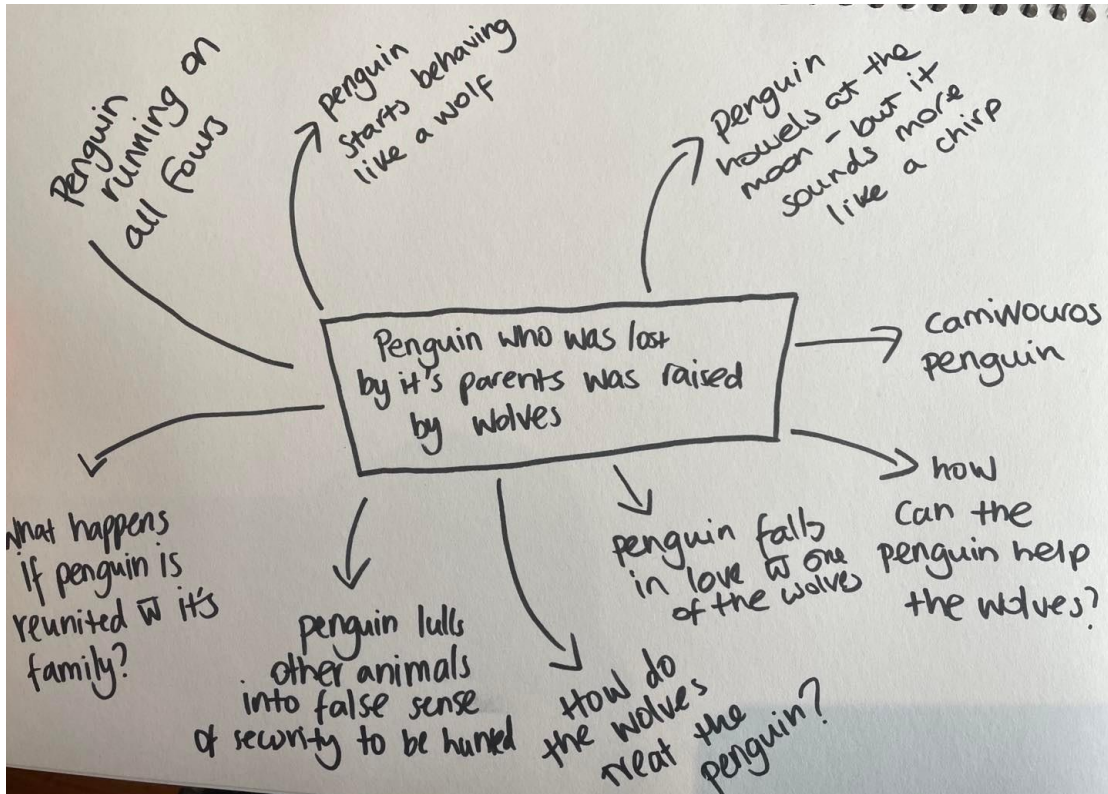 Penguin who was lost
by it's parents was raised
by wolves
Penguin
running on
all fours
penguin
starts behaving
like a wolf
penguin
howels at the
moon - but it
sounds more
like a chirp
carniwouros
penguin
how
can the
penguin help
the wolves?
penguin falls
in love w̅ one
of the wolves
How do
the wolves
treat the
penguin?
penguin lulls
other animals
into false sense
of security to be hunted
What happens
if penguin is
reunited w̅ it's
family?